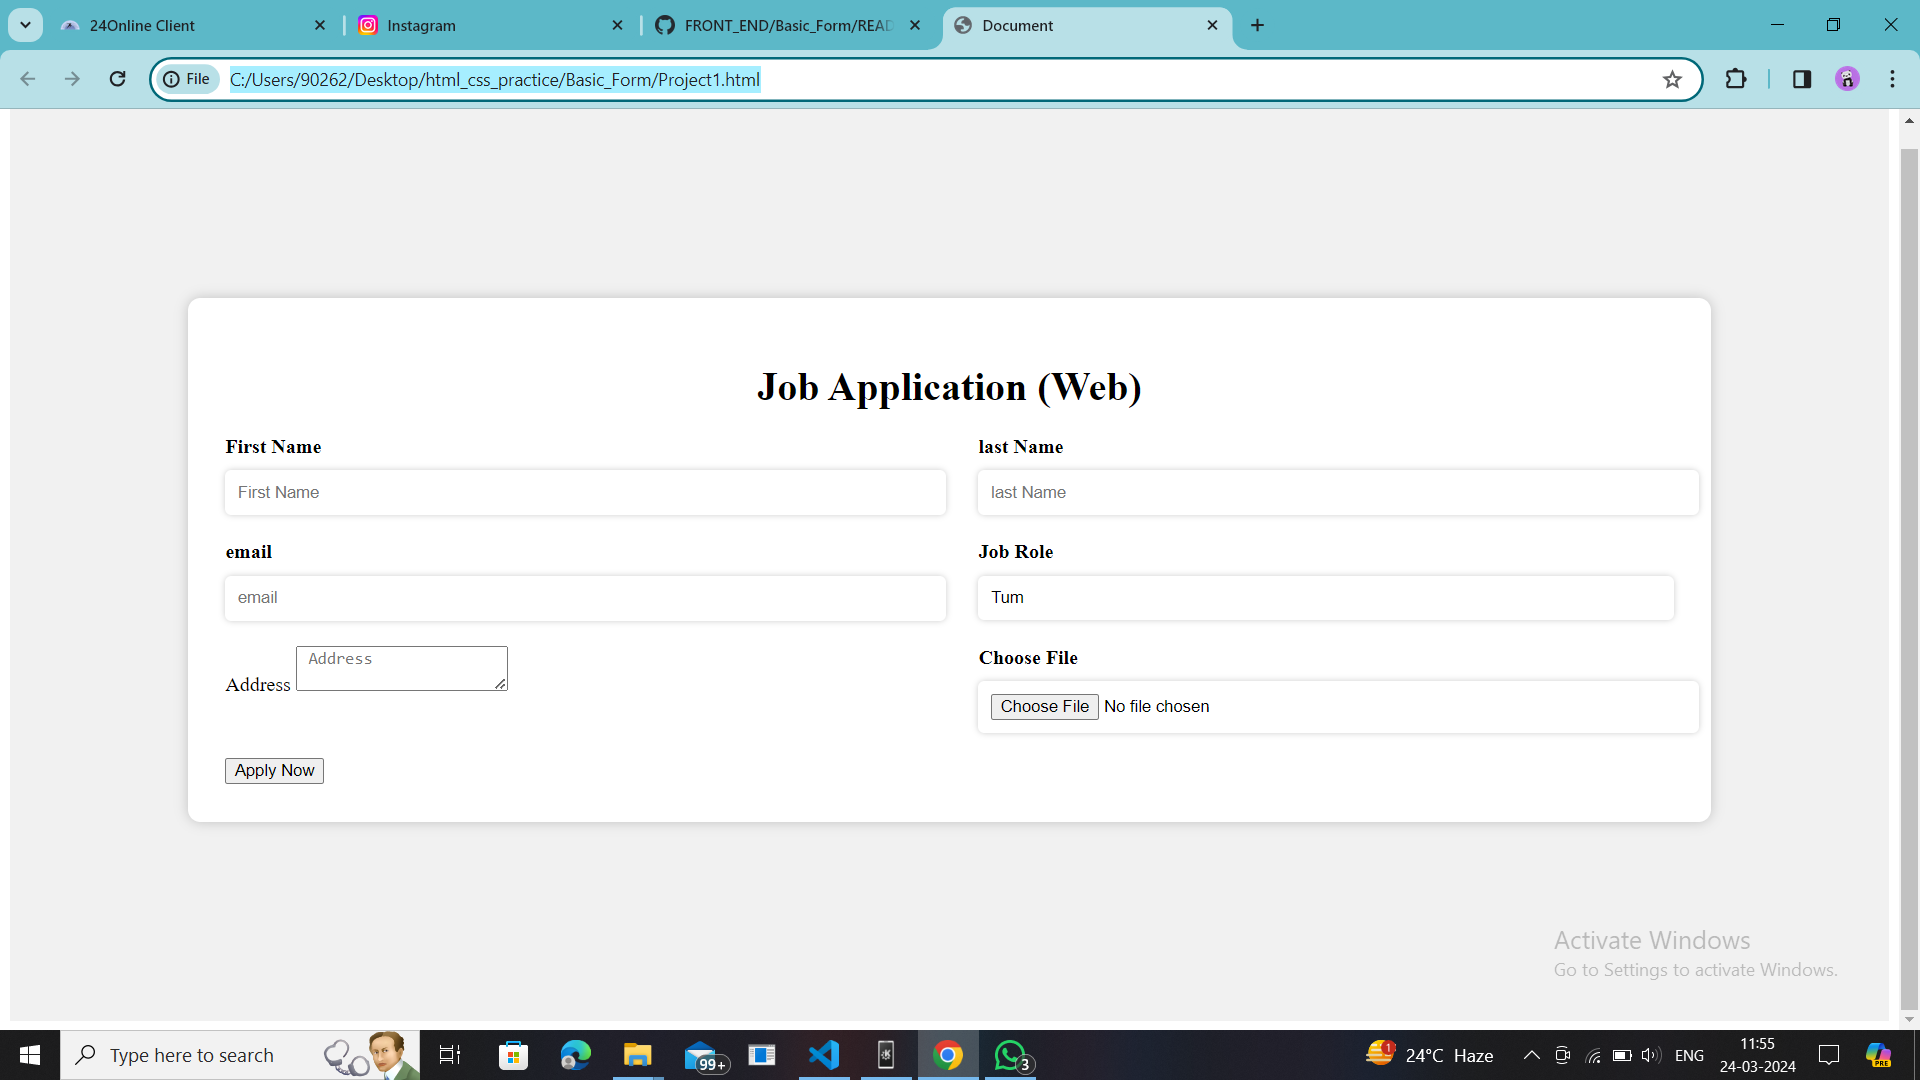 24Online Client
Instagram
FRONT_END/Basic_Form/READ
Document
File
C:/Users/90262/Desktop/html_css_practice/Basic_Form/Project1.html
Job Application (Web)
First Name
last Name
First Name
last Name
email
Job Role
email
Tum
Address
Address
Choose File
Choose File No file chosen
Apply Now
Activate Windows
Go to Settings to activate Windows.
Type here to search
99+
3
1
24°C Haze
ENG
11:55
24-03-2024
PRE